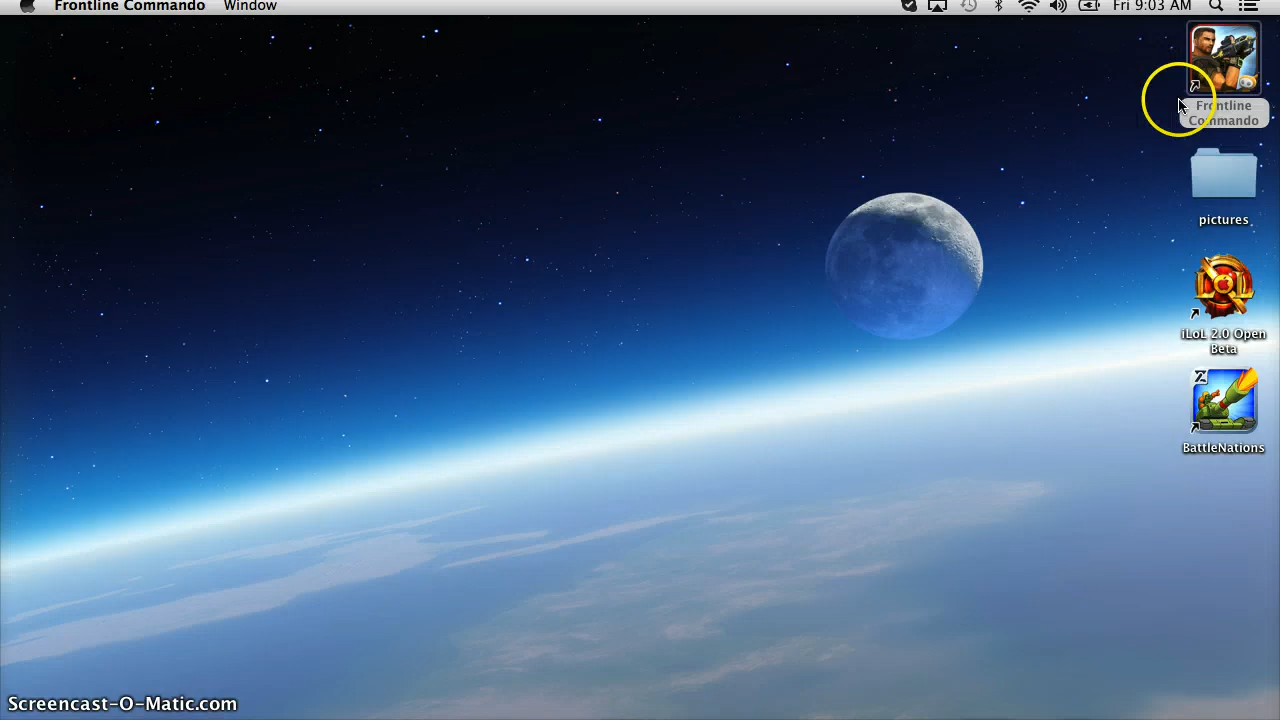 Frontline Commando Window Fri 9:03 AM
Frontline
Commando
pictures
iLoL 2.0 Open
Beta
Z
BattleNations
Screencast-O-Matic.com